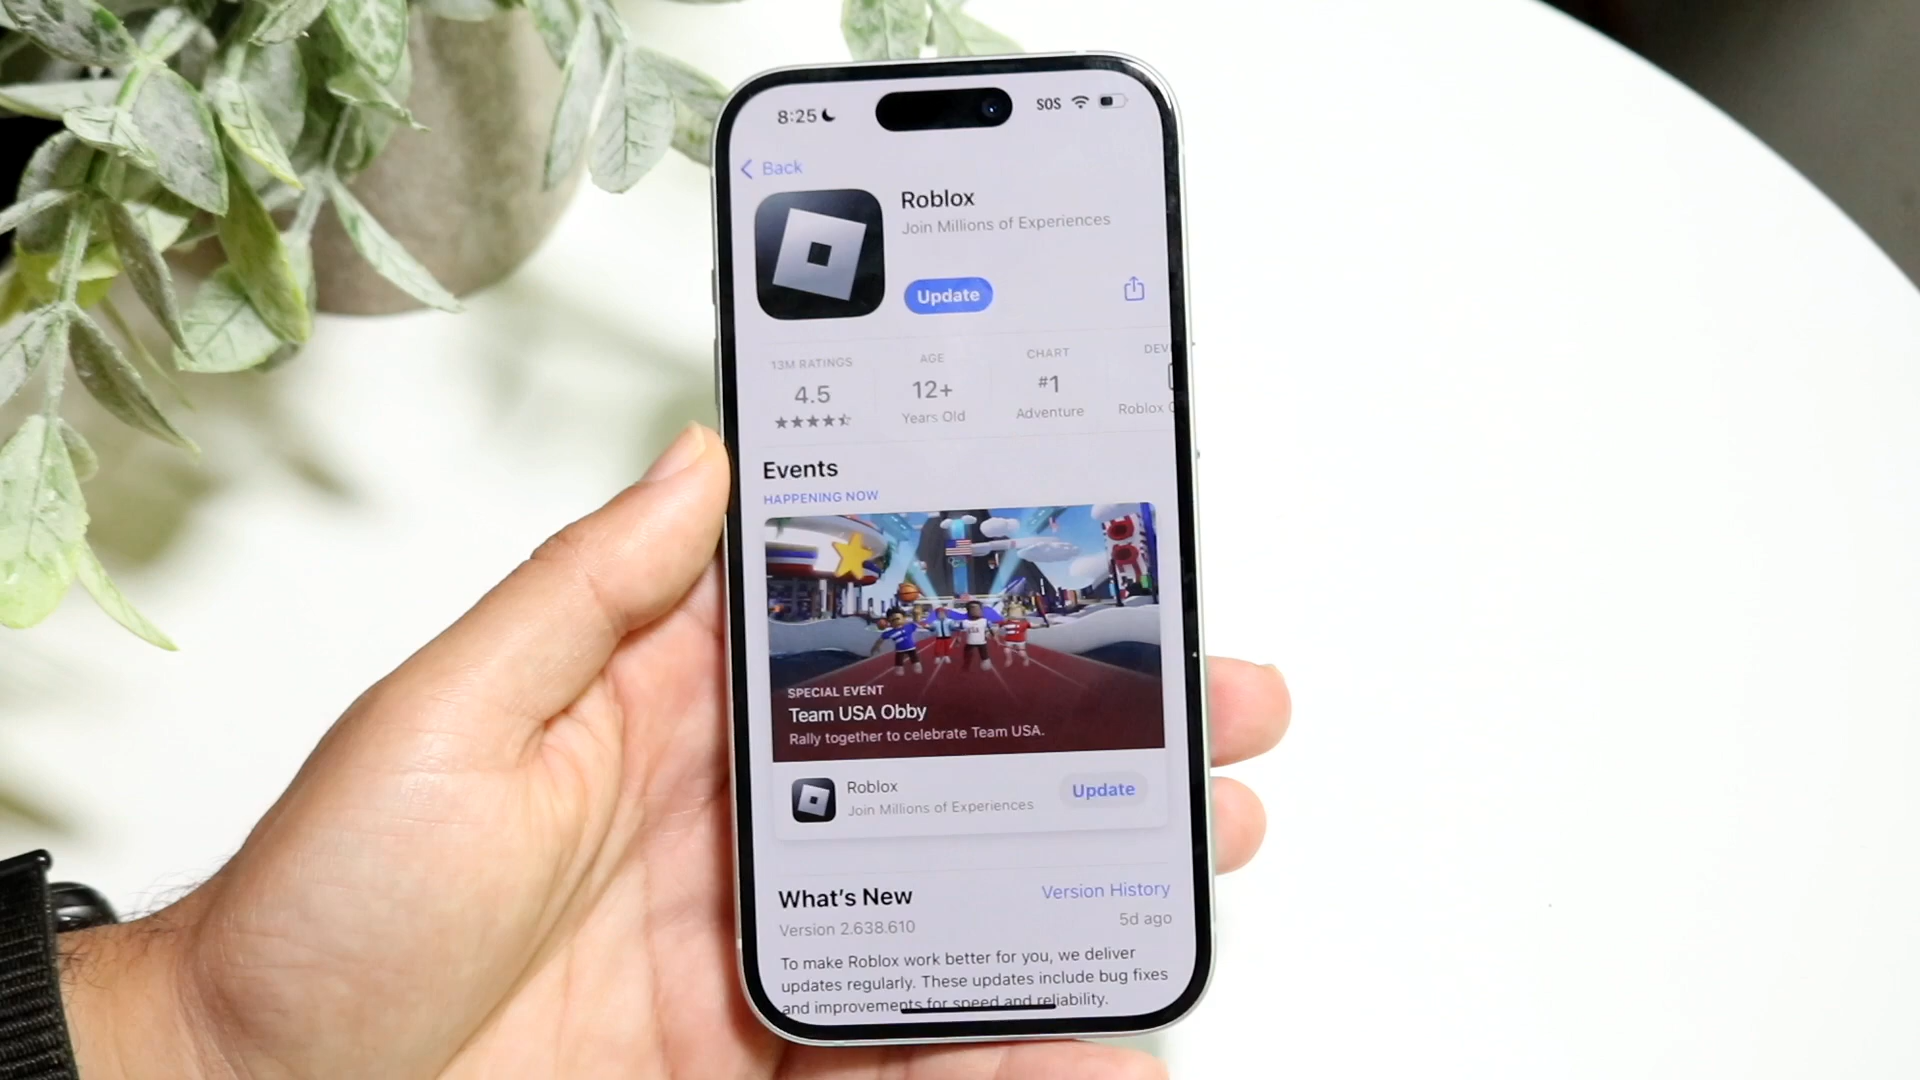 8:25
SOS
Back
Roblox
Join Millions of Experiences
Update
13M RATINGS
4.5
AGE
12+
Years Old
CHART
#1
Adventure
Roblox
Events
HAPPENING NOW
SPECIAL EVENT
Team USA Obby
Rally together to celebrate Team USA.
Roblox
Join Millions of Experiences
Update
What's New
Version History
Version 2.638.610
5d ago
To make Roblox work better for you, we deliver
updates regularly. These updates include bug fixes
and improvements for speed and reliability.